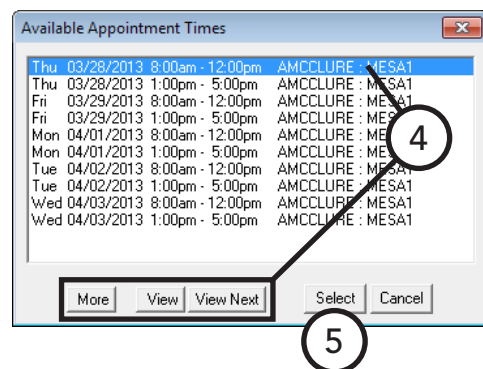 Available Appointment Times
Thu 03/28/2013 8:00am - 12:00pm AMCCLURE : MESA1
Thu 03/28/2013 1:00pm - 5:00pm AMCCLURE : MESA1
Fri 03/29/2013 8:00am - 12:00pm AMCCLURE : MESA1
Fri 03/29/2013 1:00pm - 5:00pm AMCCLURE : MESA1
Mon 04/01/2013 8:00am - 12:00pm AMCCLURE : MESA1
Mon 04/01/2013 1:00pm - 5:00pm AMCCLURE : MESA1
Tue 04/02/2013 8:00am - 12:00pm AMCCLURE : MESA1
Tue 04/02/2013 1:00pm - 5:00pm AMCCLURE : MESA1
Wed 04/03/2013 8:00am - 12:00pm AMCCLURE : MESA1
Wed 04/03/2013 1:00pm - 5:00pm AMCCLURE : MESA1
4
More View View Next Select Cancel
5